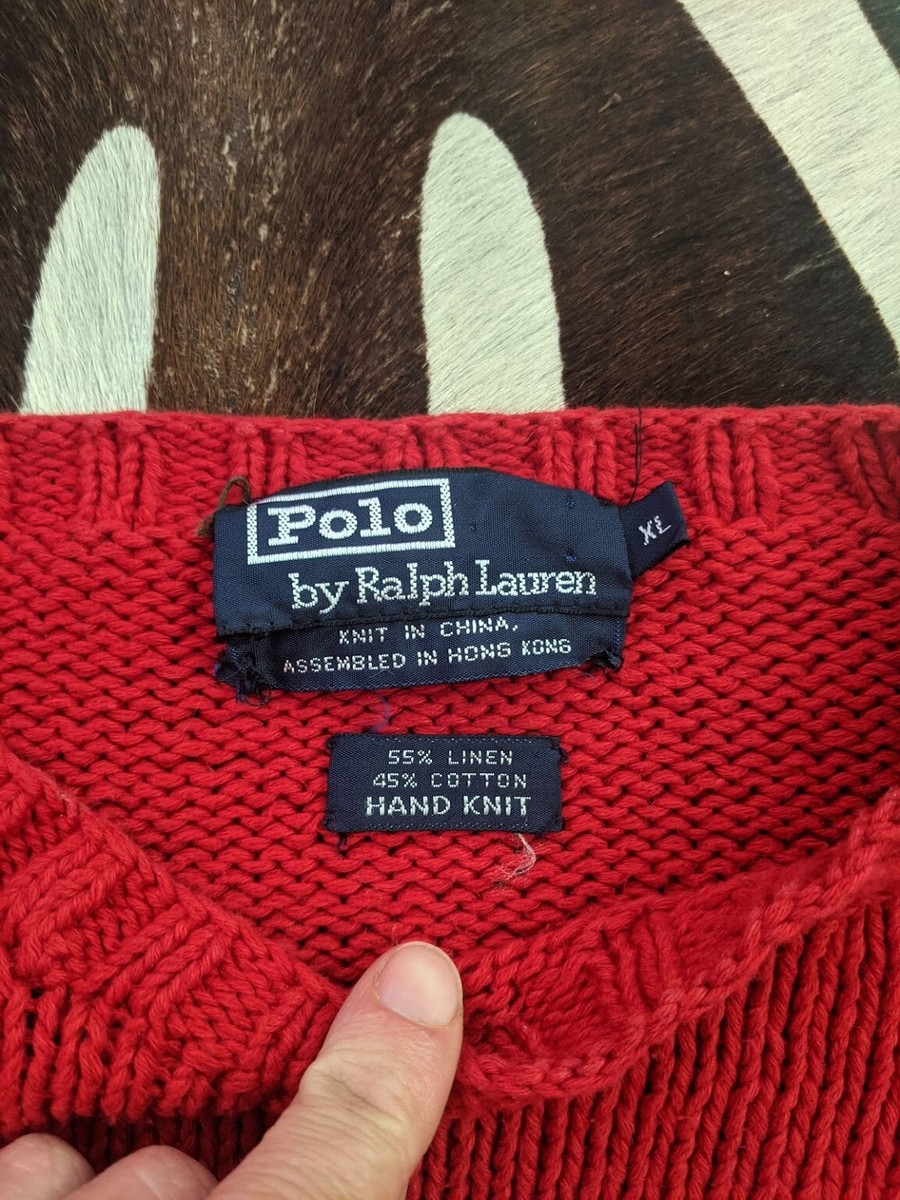 Polo
by Ralph Lauren
XL
KNIT IN CHINA,
ASSEMBLED IN HONG KONG
55% LINEN
45% COTTON
HAND KNIT